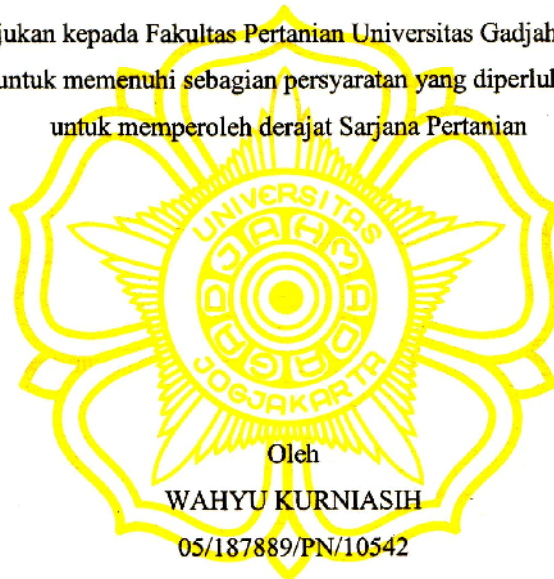 jukan kepada Fakultas Pertanian Universitas Gadjah
untuk memenuhi sebagian persyaratan yang diperlu
untuk memperoleh derajat Sarjana Pertanian
UNIVERSITAS
GADJAH MADA
JOGJAKARTA
Oleh
WAHYU KURNIASIH
05/187889/PN/10542